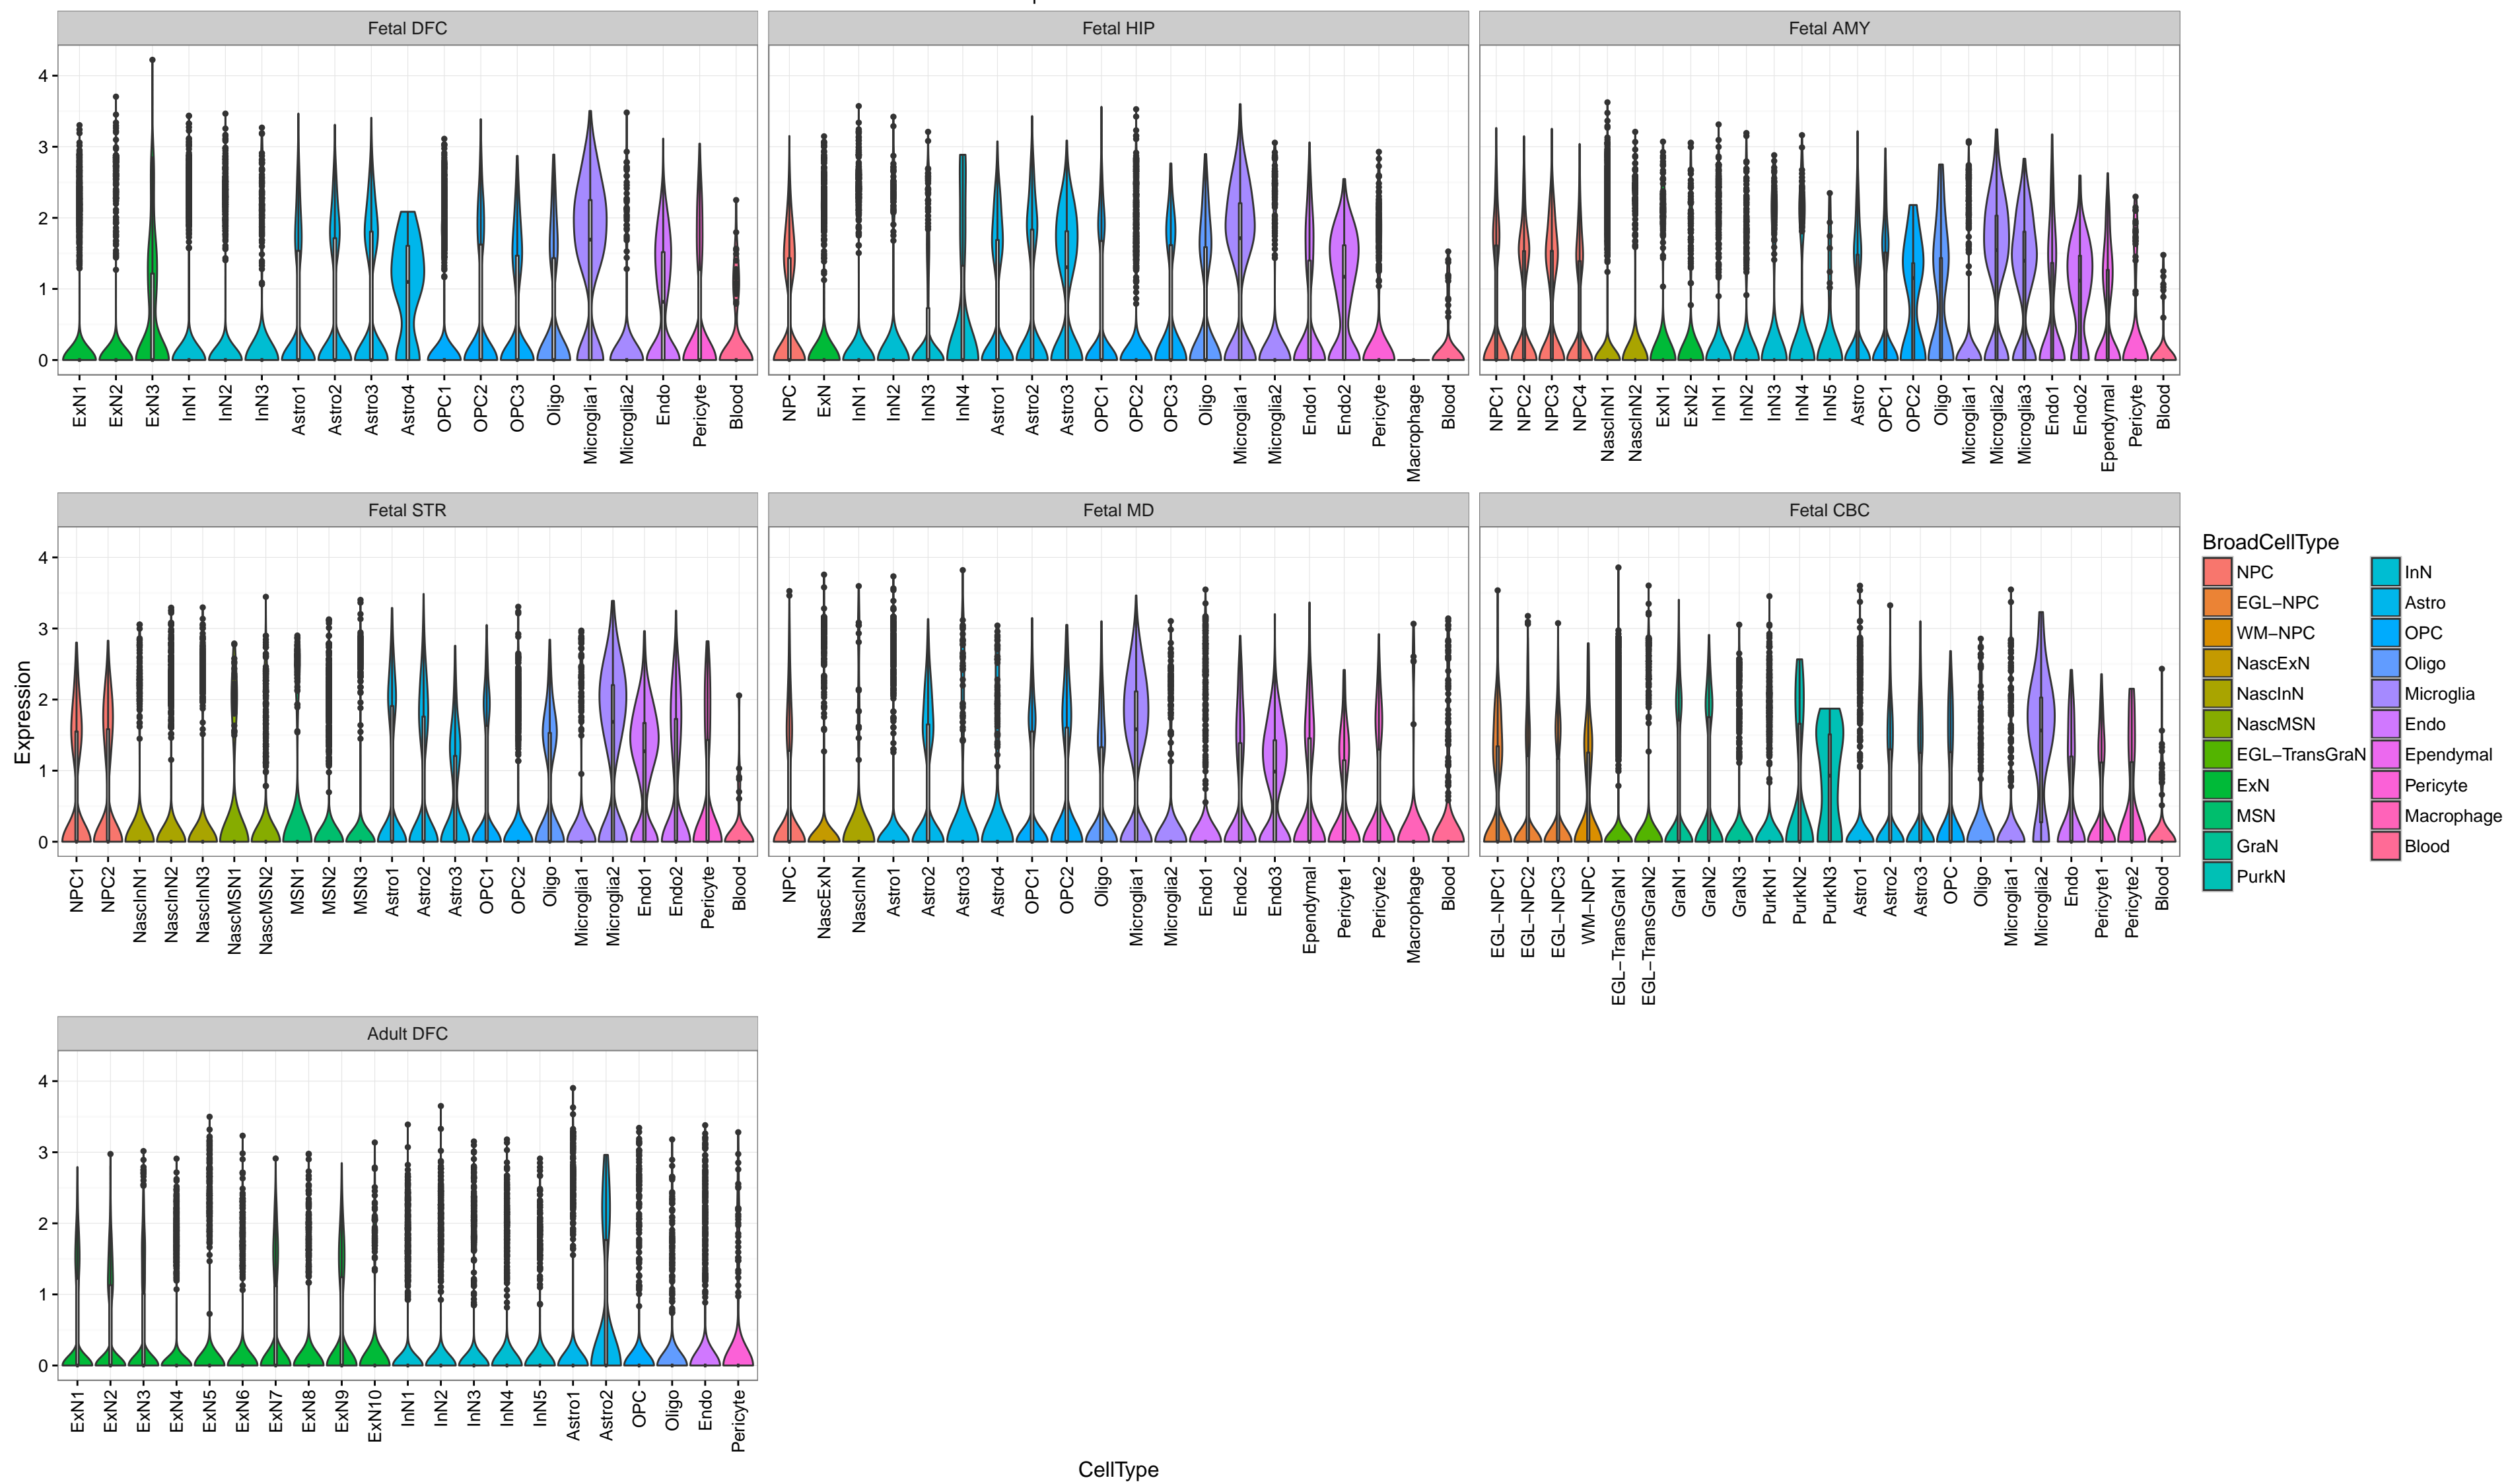 Fetal DFC Fetal HIP Fetal AMY
4
3
2
1
0
ExN1 ExN2 ExN3 InN1 InN2 InN3 Astro1 Astro2 Astro3 Astro4 OPC1 OPC2 OPC3 Oligo Microglia1 Microglia2 Endo Pericyte Blood
NPC ExN InN1 InN2 InN3 InN4 Astro1 Astro2 Astro3 OPC1 OPC2 OPC3 Oligo Microglia1 Microglia2 Endo1 Endo2 Pericyte Macrophage Blood
NPC1 NPC2 NPC3 NPC4 NascInN1 NascInN2 ExN1 ExN2 InN1 InN2 InN3 InN4 InN5 Astro OPC1 OPC2 Oligo Microglia1 Microglia2 Microglia3 Endo1 Endo2 Ependymal Pericyte Blood
Fetal STR Fetal MD Fetal CBC
4
3
2
1
0
NPC1 NPC2 NascInN1 NascInN2 NascInN3 NascMSN1 NascMSN2 MSN1 MSN2 MSN3 Astro1 Astro2 Astro3 OPC1 OPC2 Oligo Microglia1 Microglia2 Endo1 Endo2 Pericyte Blood
NPC NascExN NascInN Astro1 Astro2 Astro3 Astro4 OPC1 OPC2 Oligo Microglia1 Microglia2 Endo1 Endo2 Endo3 Ependymal Pericyte1 Pericyte2 Macrophage Blood
EGL−NPC1 EGL−NPC2 EGL−NPC3 WM−NPC EGL−TransGraN1 EGL−TransGraN2 GraN1 GraN2 GraN3 PurkN1 PurkN2 PurkN3 Astro1 Astro2 Astro3 OPC Oligo Microglia1 Microglia2 Endo Pericyte1 Pericyte2 Blood
Adult DFC
4
3
2
1
0
ExN1 ExN2 ExN3 ExN4 ExN5 ExN6 ExN7 ExN8 ExN9 ExN10 InN1 InN2 InN3 InN4 InN5 Astro1 Astro2 OPC Oligo Endo Pericyte
Expression
CellType
BroadCellType
NPC
EGL−NPC
WM−NPC
NascExN
NascInN
NascMSN
EGL−TransGraN
ExN
MSN
GraN
PurkN
InN
Astro
OPC
Oligo
Microglia
Endo
Ependymal
Pericyte
Macrophage
Blood